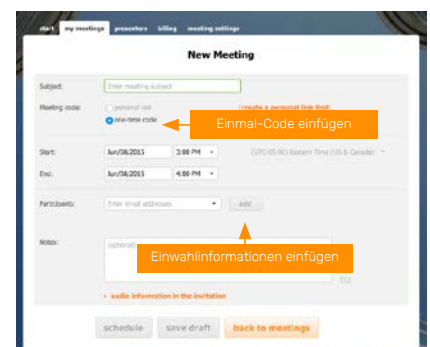 start my meetings presenters billing meeting settings
New Meeting
Subject: Enter meeting subject
Meeting code: personal link (create a personal link first)
one-time code
Einmal-Code einfügen
Start: Jun/08/2015 3:00 PM (UTC-05:00) Eastern Time (US & Canada)
End: Jun/08/2015 4:00 PM
Participants: Enter email addresses add
Notes: (optional)
Einwahlinformationen einfügen
512
audio information in the invitation
schedule save draft back to meetings